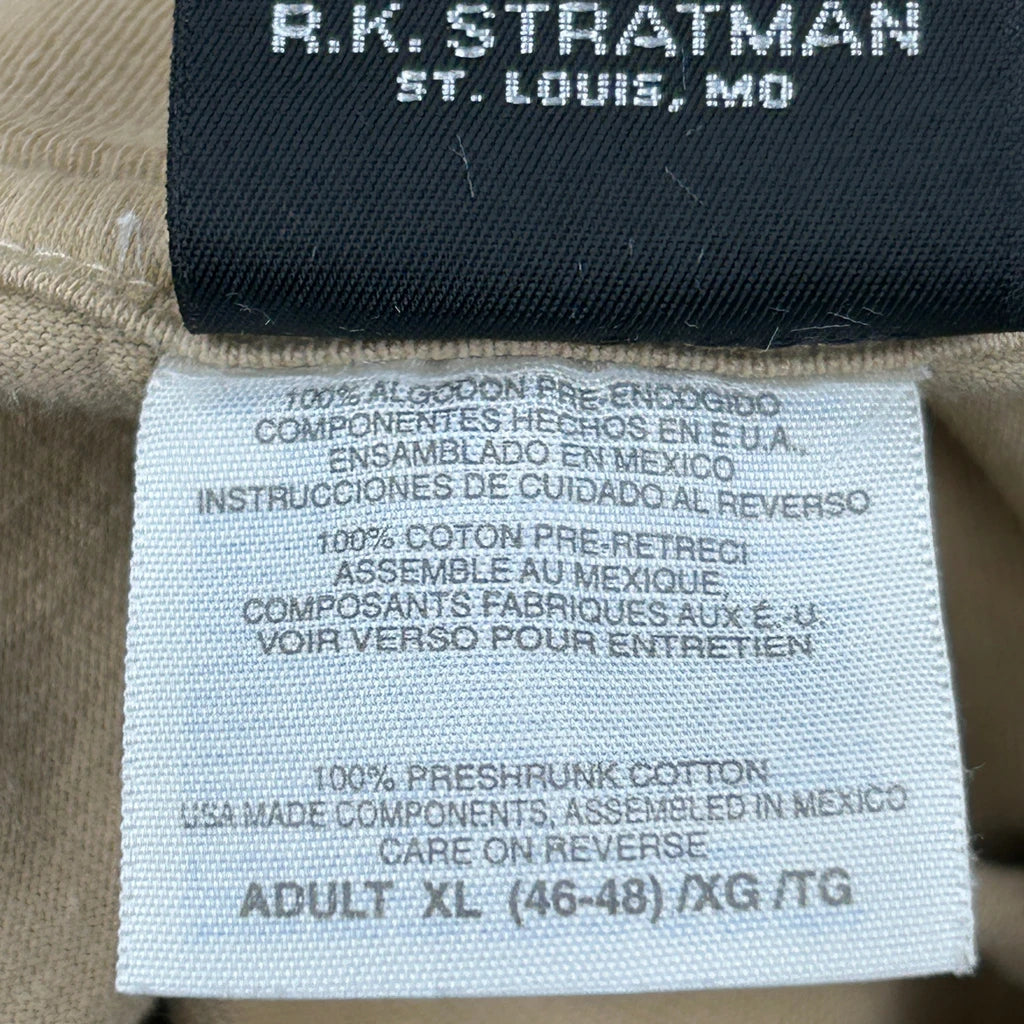 R.K. STRATMAN
ST. LOUIS, MO
100% ALGODON PRE-ENCOGIDO
COMPONENTES HECHOS EN E.U.A.,
ENSAMBLADO EN MEXICO
INSTRUCCIONES DE CUIDADO AL REVERSO
100% COTON PRE-RETRECI
ASSEMBLE AU MEXIQUE,
COMPOSANTS FABRIQUES AUX É.-U.
VOIR VERSO POUR ENTRETIEN
100% PRESHRUNK COTTON
USA MADE COMPONENTS, ASSEMBLED IN MEXICO
CARE ON REVERSE
ADULT XL (46-48) /XG /TG